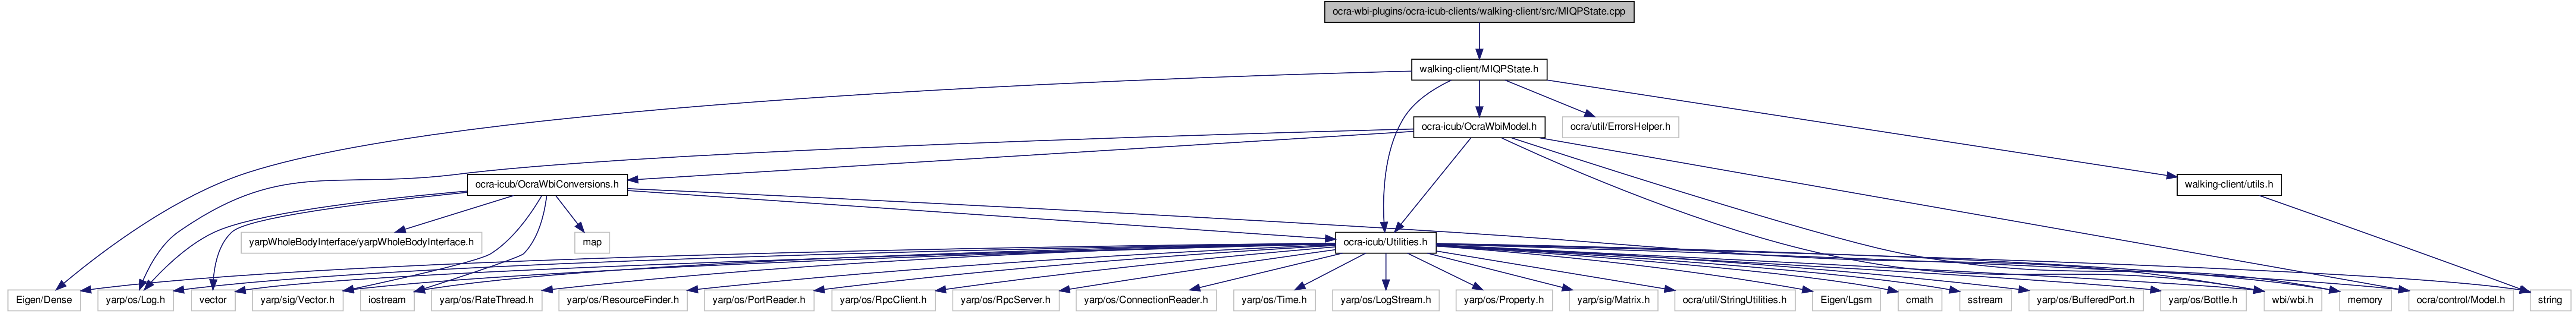 ocra-wbi-plugins/ocra-icub-clients/walking-client/src/MIQPState.cpp
walking-client/MIQPState.h
ocra-icub/OcraWbiModel.h
ocra/util/ErrorsHelper.h
ocra-icub/OcraWbiConversions.h
walking-client/utils.h
yarpWholeBodyInterface/yarpWholeBodyInterface.h
map
ocra-icub/Utilities.h
Eigen/Dense
yarp/os/Log.h
vector
yarp/sig/Vector.h
iostream
yarp/os/RateThread.h
yarp/os/ResourceFinder.h
yarp/os/PortReader.h
yarp/os/RpcClient.h
yarp/os/RpcServer.h
yarp/os/ConnectionReader.h
yarp/os/Time.h
yarp/os/LogStream.h
yarp/os/Property.h
yarp/sig/Matrix.h
ocra/util/StringUtilities.h
Eigen/Lgsm
cmath
sstream
yarp/os/BufferedPort.h
yarp/os/Bottle.h
wbi/wbi.h
memory
ocra/control/Model.h
string